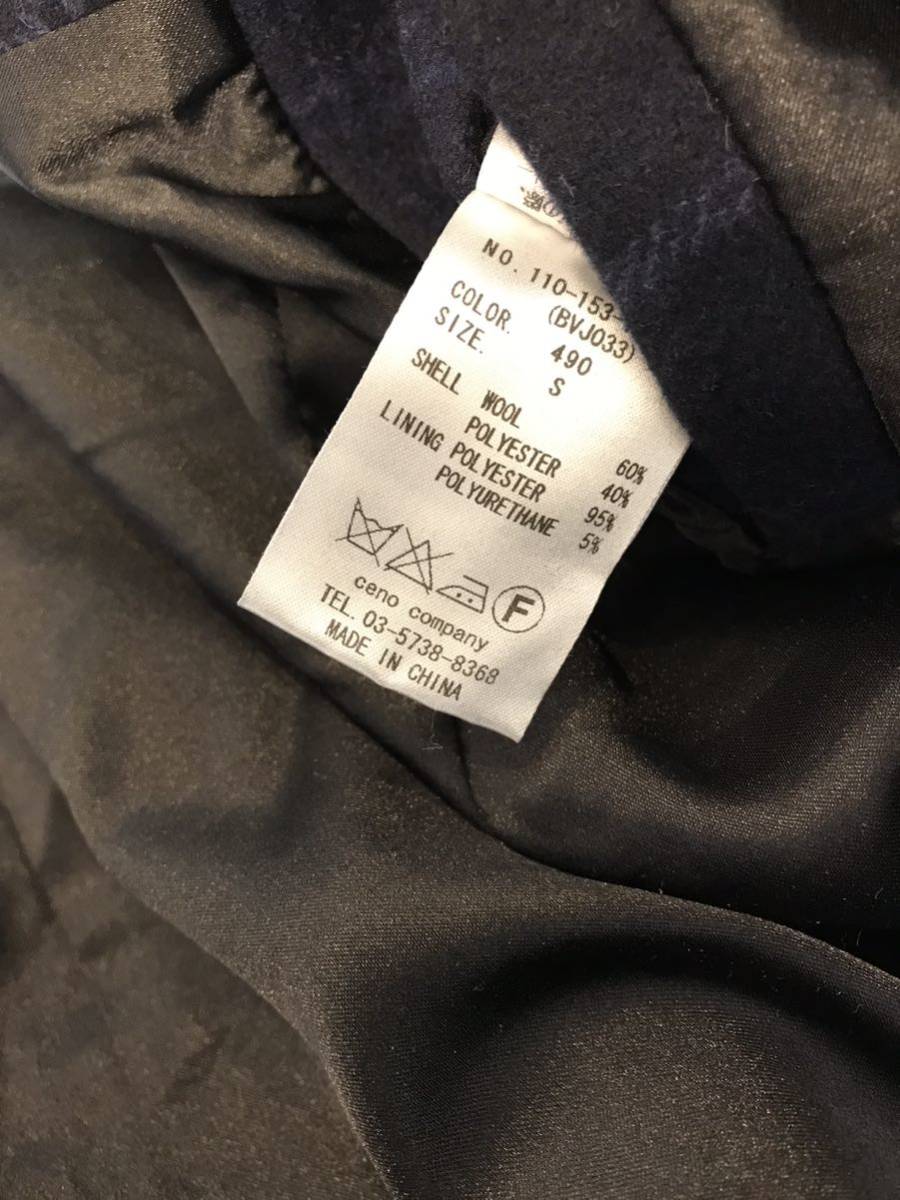 NO. 110-153-
(BVJ033)
COLOR. 490
SIZE. S
SHELL WOOL 60%
POLYESTER 40%
LINING POLYESTER 95%
POLYURETHANE 5%
F
ceno company
TEL. 03-5738-8368
MADE IN CHINA